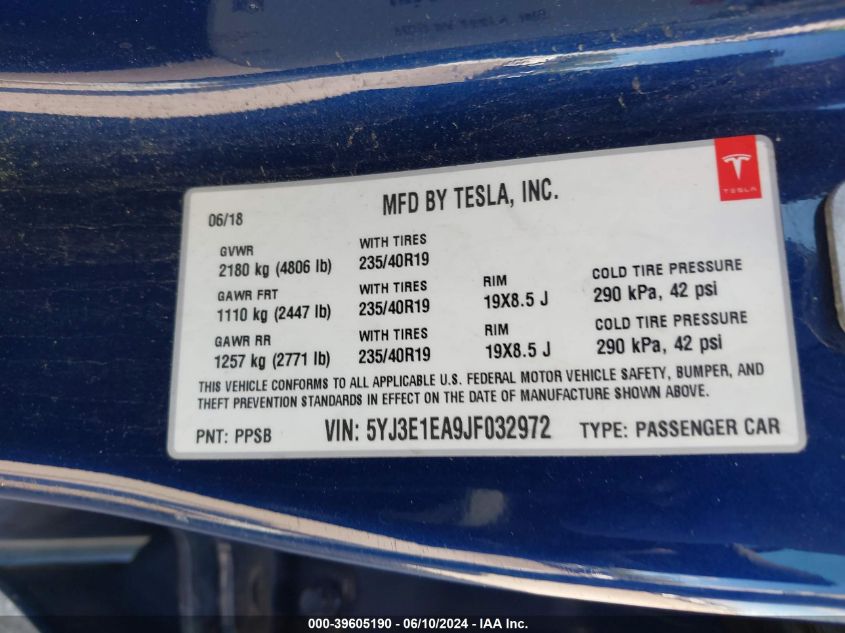 MFD BY TESLA, INC.
TESLA
06/18
GVWR
2180 kg (4806 lb)
WITH TIRES
235/40R19
GAWR FRT
1110 kg (2447 lb)
WITH TIRES
235/40R19
RIM
19X8.5 J
COLD TIRE PRESSURE
290 kPa, 42 psi
GAWR RR
1257 kg (2771 lb)
WITH TIRES
235/40R19
RIM
19X8.5 J
COLD TIRE PRESSURE
290 kPa, 42 psi
THIS VEHICLE CONFORMS TO ALL APPLICABLE U.S. FEDERAL MOTOR VEHICLE SAFETY, BUMPER, AND
THEFT PREVENTION STANDARDS IN EFFECT ON THE DATE OF MANUFACTURE SHOWN ABOVE.
PNT: PPSB VIN: 5YJ3E1EA9JF032972 TYPE: PASSENGER CAR
000-39605190 - 06/10/2024 - IAA Inc.